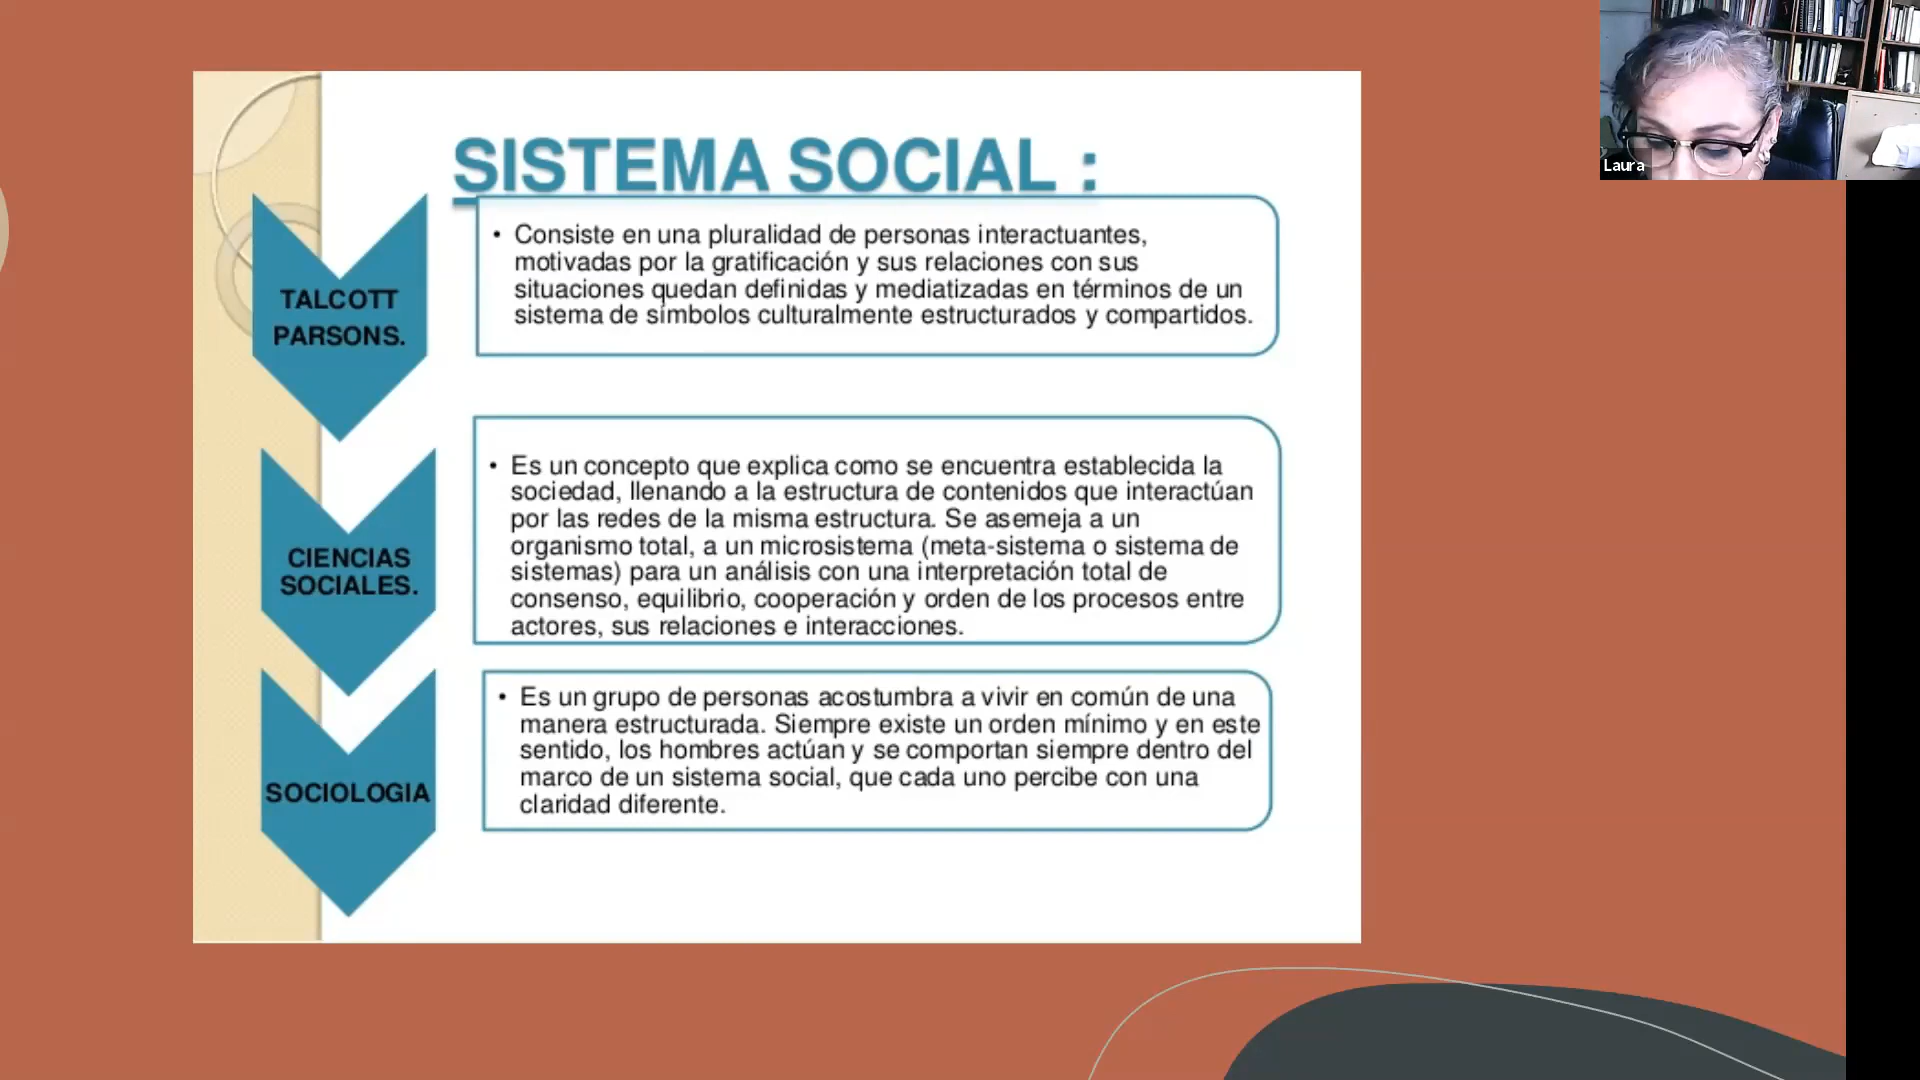 SISTEMA SOCIAL :
TALCOTT
PARSONS.
• Consiste en una pluralidad de personas interactuantes,
motivadas por la gratificación y sus relaciones con sus
situaciones quedan definidas y mediatizadas en términos de un
sistema de símbolos culturalmente estructurados y compartidos.
CIENCIAS
SOCIALES.
• Es un concepto que explica como se encuentra establecida la
sociedad, llenando a la estructura de contenidos que interactúan
por las redes de la misma estructura. Se asemeja a un
organismo total, a un microsistema (meta-sistema o sistema de
sistemas) para un análisis con una interpretación total de
consenso, equilibrio, cooperación y orden de los procesos entre
actores, sus relaciones e interacciones.
SOCIOLOGIA
• Es un grupo de personas acostumbra a vivir en común de una
manera estructurada. Siempre existe un orden mínimo y en este
sentido, los hombres actúan y se comportan siempre dentro del
marco de un sistema social, que cada uno percibe con una
claridad diferente.
Laura